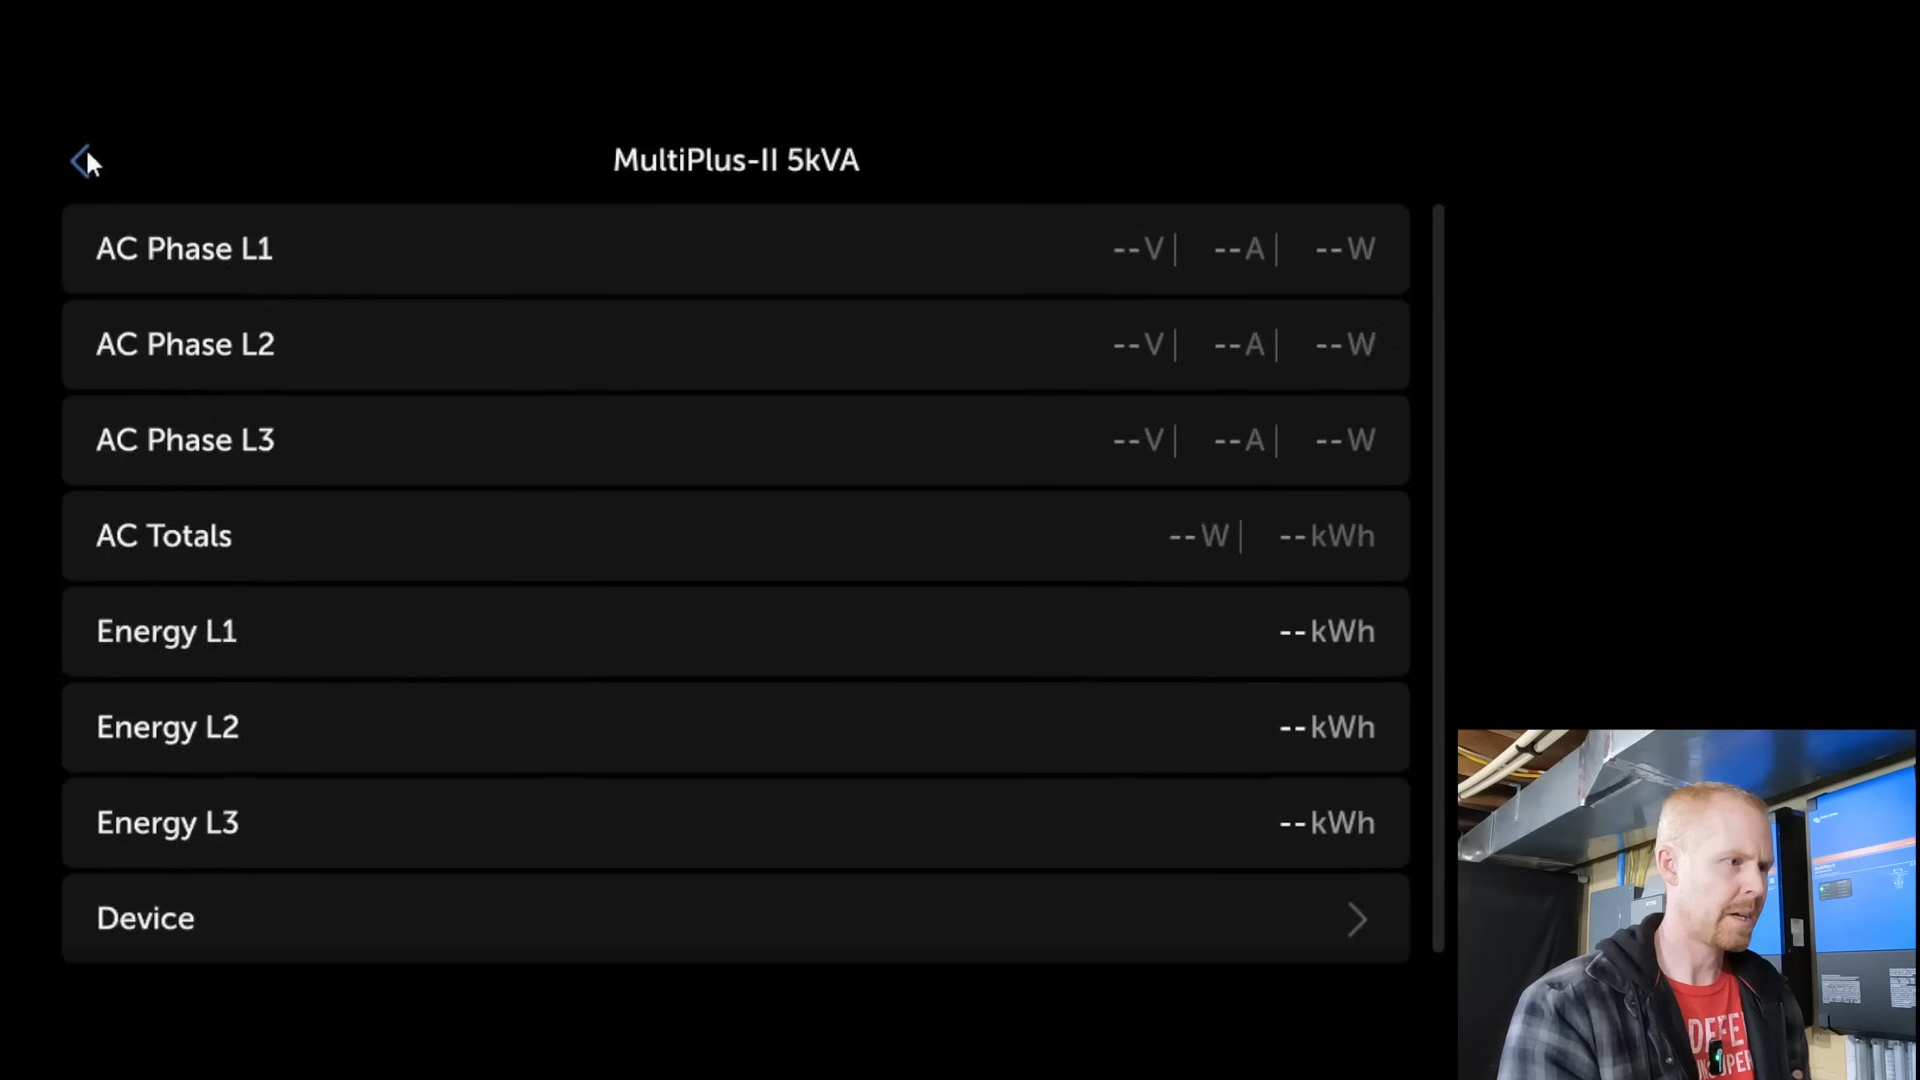 MultiPlus-II 5kVA
AC Phase L1 --V| --A| --W
AC Phase L2 --V| --A| --W
AC Phase L3 --V| --A| --W
AC Totals --W| --kWh
Energy L1 --kWh
Energy L2 --kWh
Energy L3 --kWh
Device